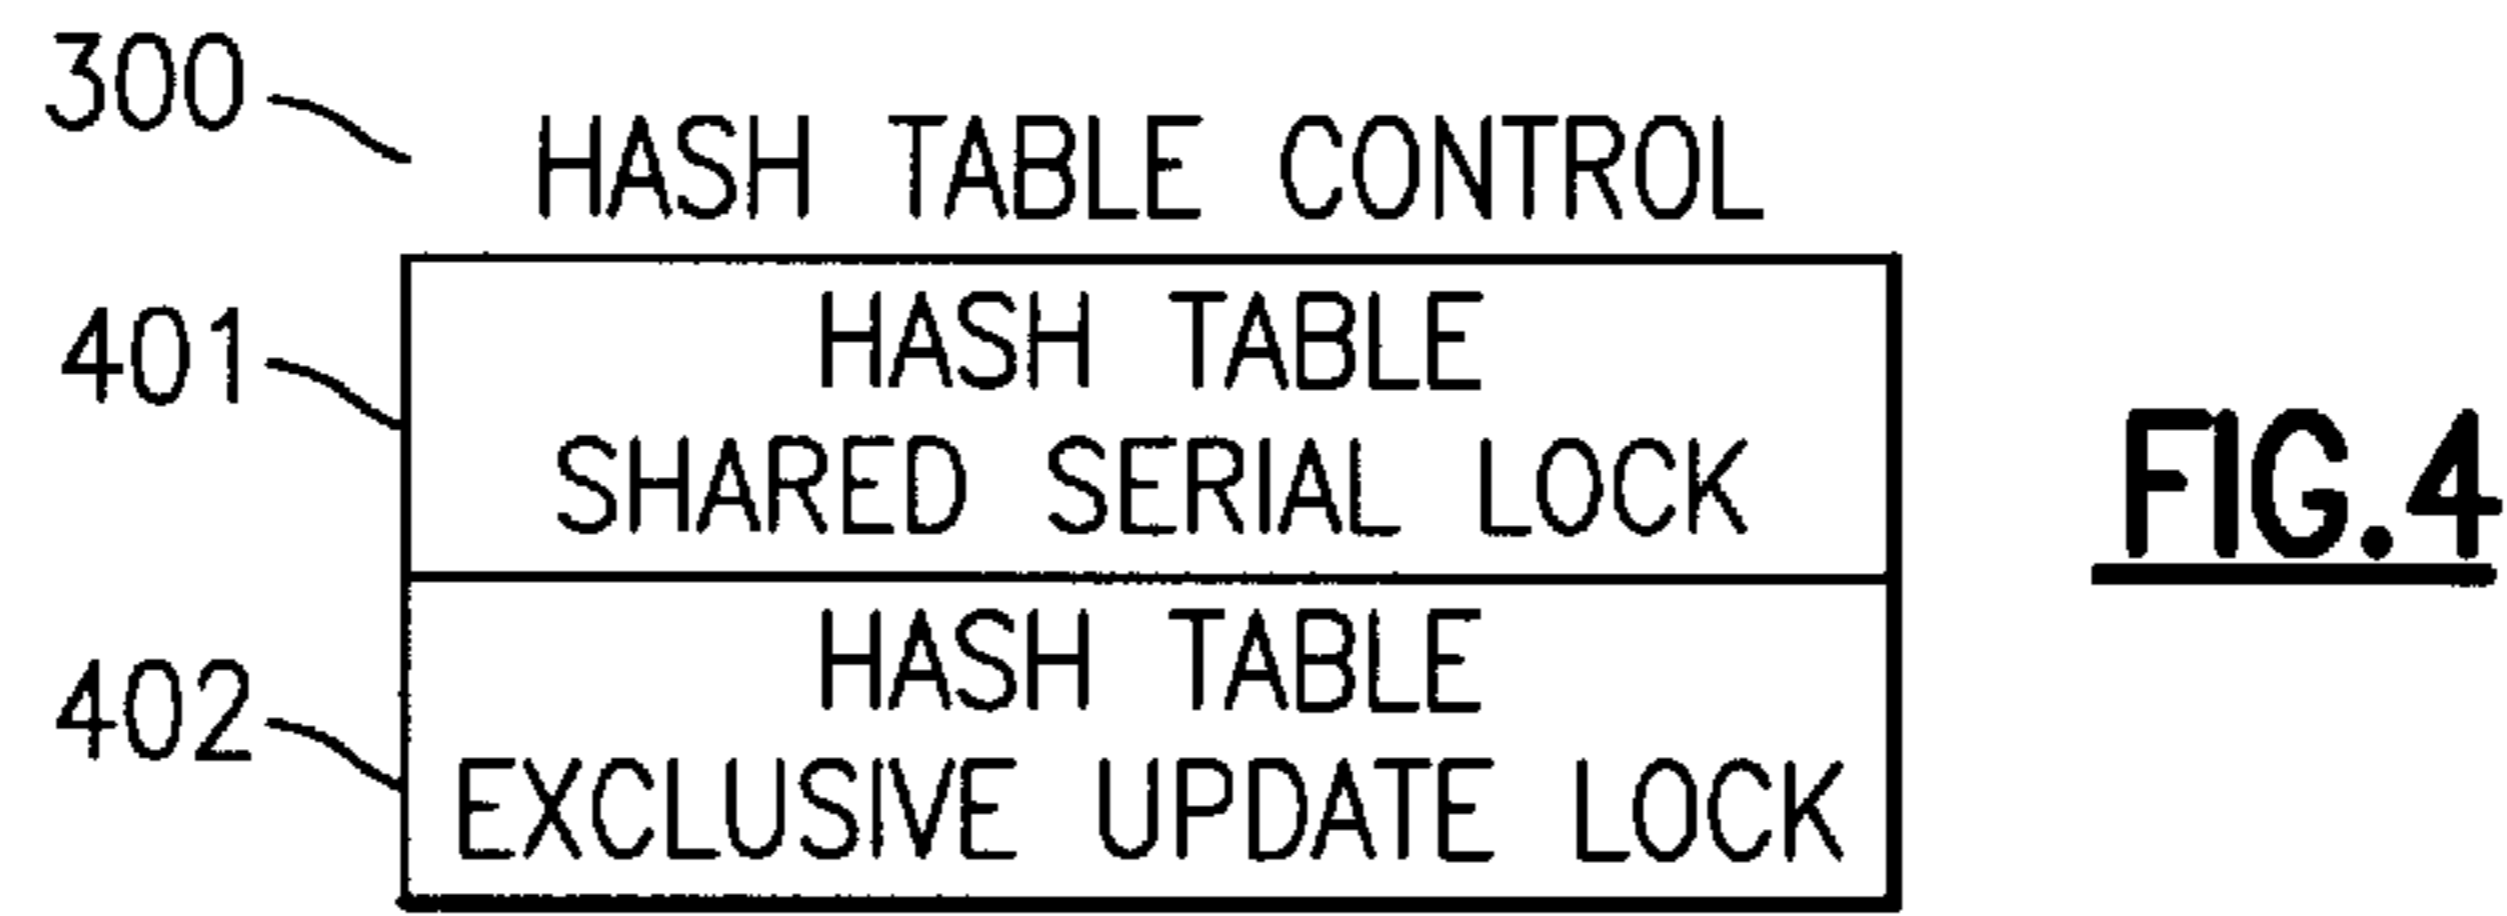 300
HASH TABLE CONTROL
401
HASH TABLE
SHARED SERIAL LOCK
402
HASH TABLE
EXCLUSIVE UPDATE LOCK
FIG.4